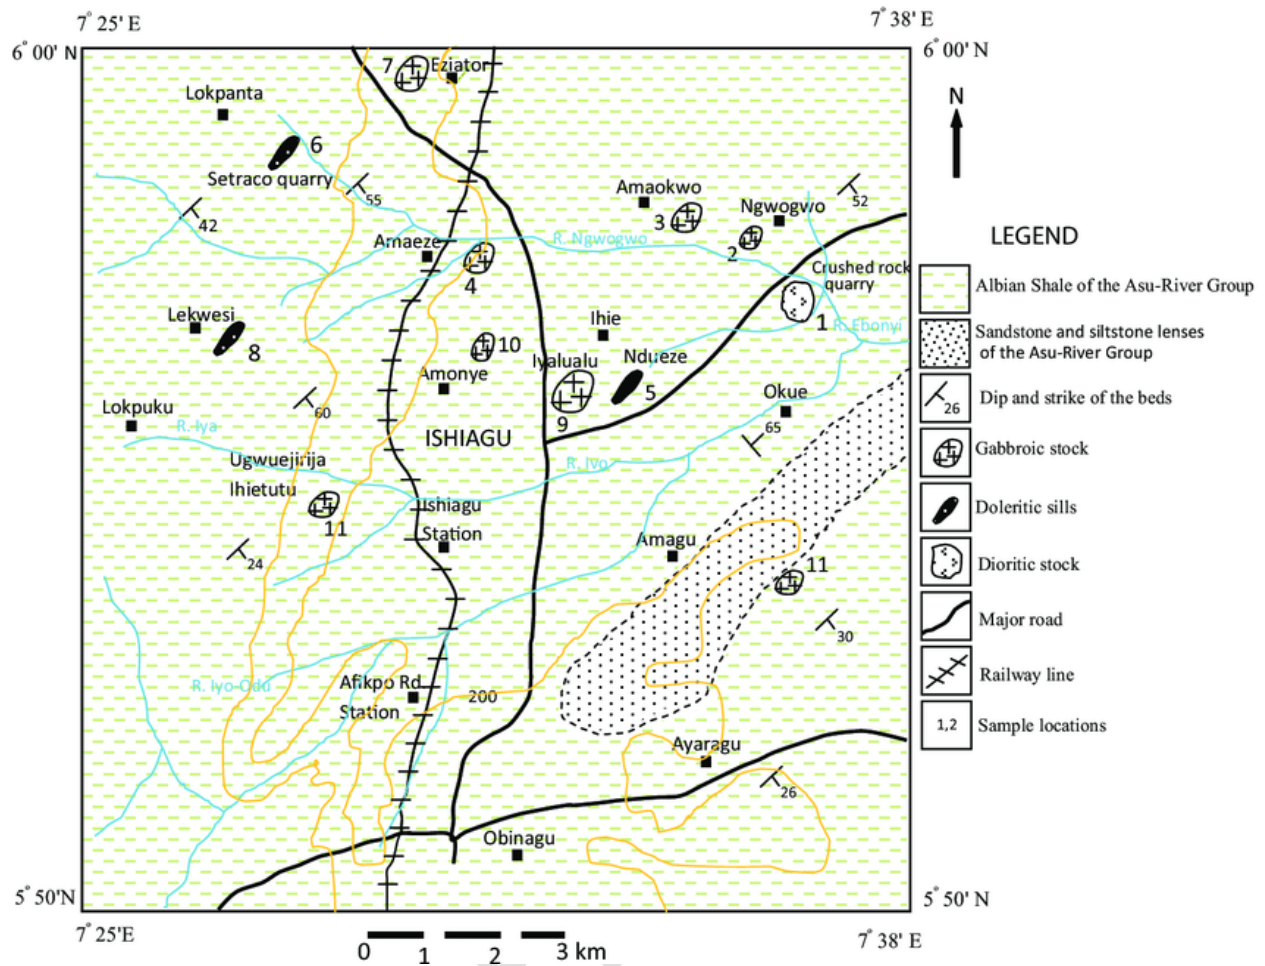 7° 25' E
7° 38' E
6° 00' N
6° 00' N
7
Eziator
Lokpanta
N
6
Setraco quarry
55
42
Amaokwo
3
Ngwogwo
52
2
R. Ngwogwo
Amaeze
4
LEGEND
Crushed rock
quarry
1
R. Ebonyi
Albian Shale of the Asu-River Group
Lekwesi
8
Ihie
10
Iyalualu
Ndueze
5
9
Sandstone and siltstone lenses
of the Asu-River Group
Amonye
Okue
60
65
26
Dip and strike of the beds
Lokpuku
R. Iya
ISHIAGU
Gabbroic stock
Ugwuejirija
Ihietutu
11
R. Ivo
Doleritic sills
Ishiagu
Station
24
Amagu
11
Dioritic stock
30
Major road
R. Iyo-Odu
Afikpo Rd
Station
200
Railway line
1,2
Sample locations
Ayaragu
26
Obinagu
5° 50'N
5° 50' N
7° 25'E
7° 38' E
0 1 2 3 km